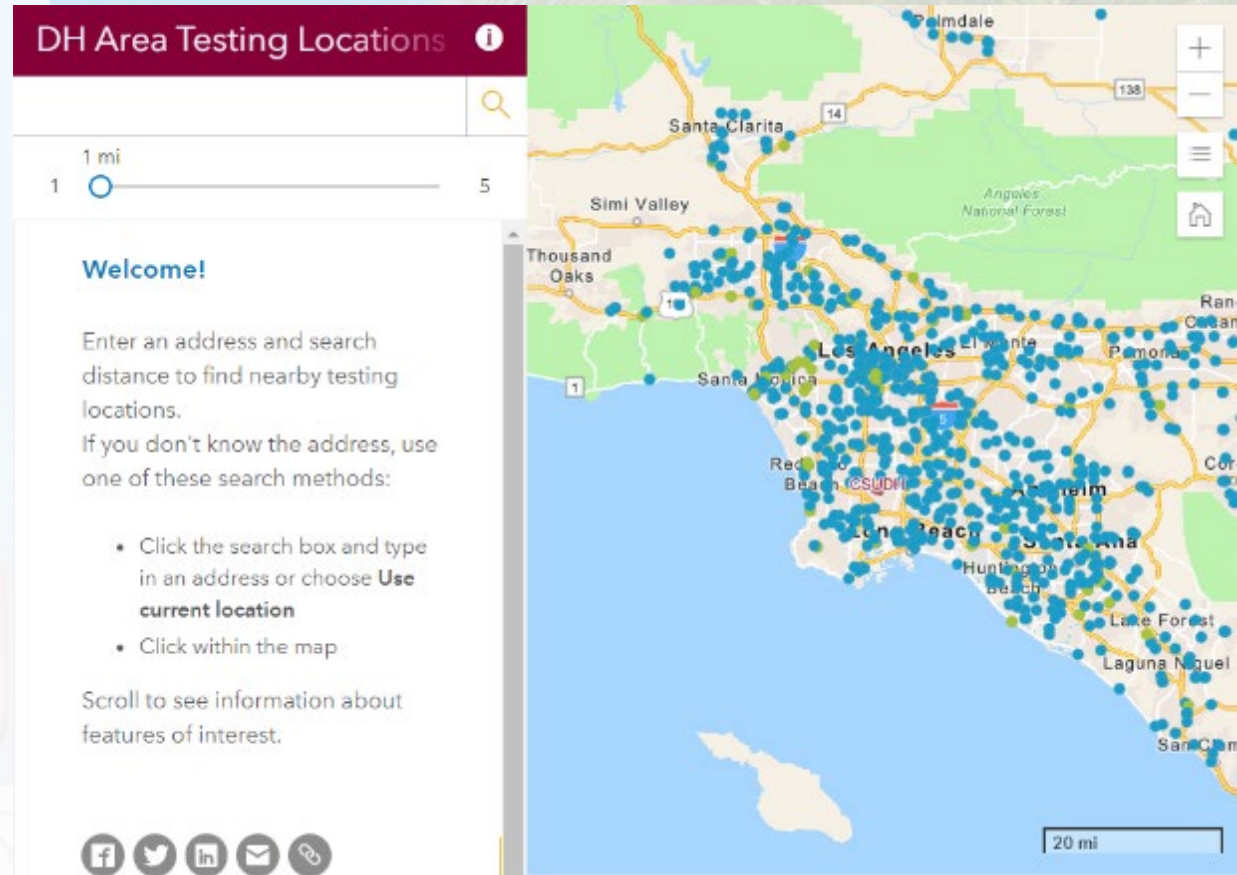 DH Area Testing Locations
1 mi
1
5
Welcome!
Enter an address and search
distance to find nearby testing
locations.
If you don't know the address, use
one of these search methods:
• Click the search box and type
in an address or choose Use
current location
• Click within the map
Scroll to see information about
features of interest.
Palmdale
138
14
Santa Clarita
Angeles
National Forest
Simi Valley
Thousand
Oaks
Los Angeles
El Monte
Pomona
1
Santa Monica
5
Redondo
Beach
CSUDH
Anaheim
Long Beach
Santa Ana
Huntington
Beach
Lake Forest
Laguna Niguel
20 mi